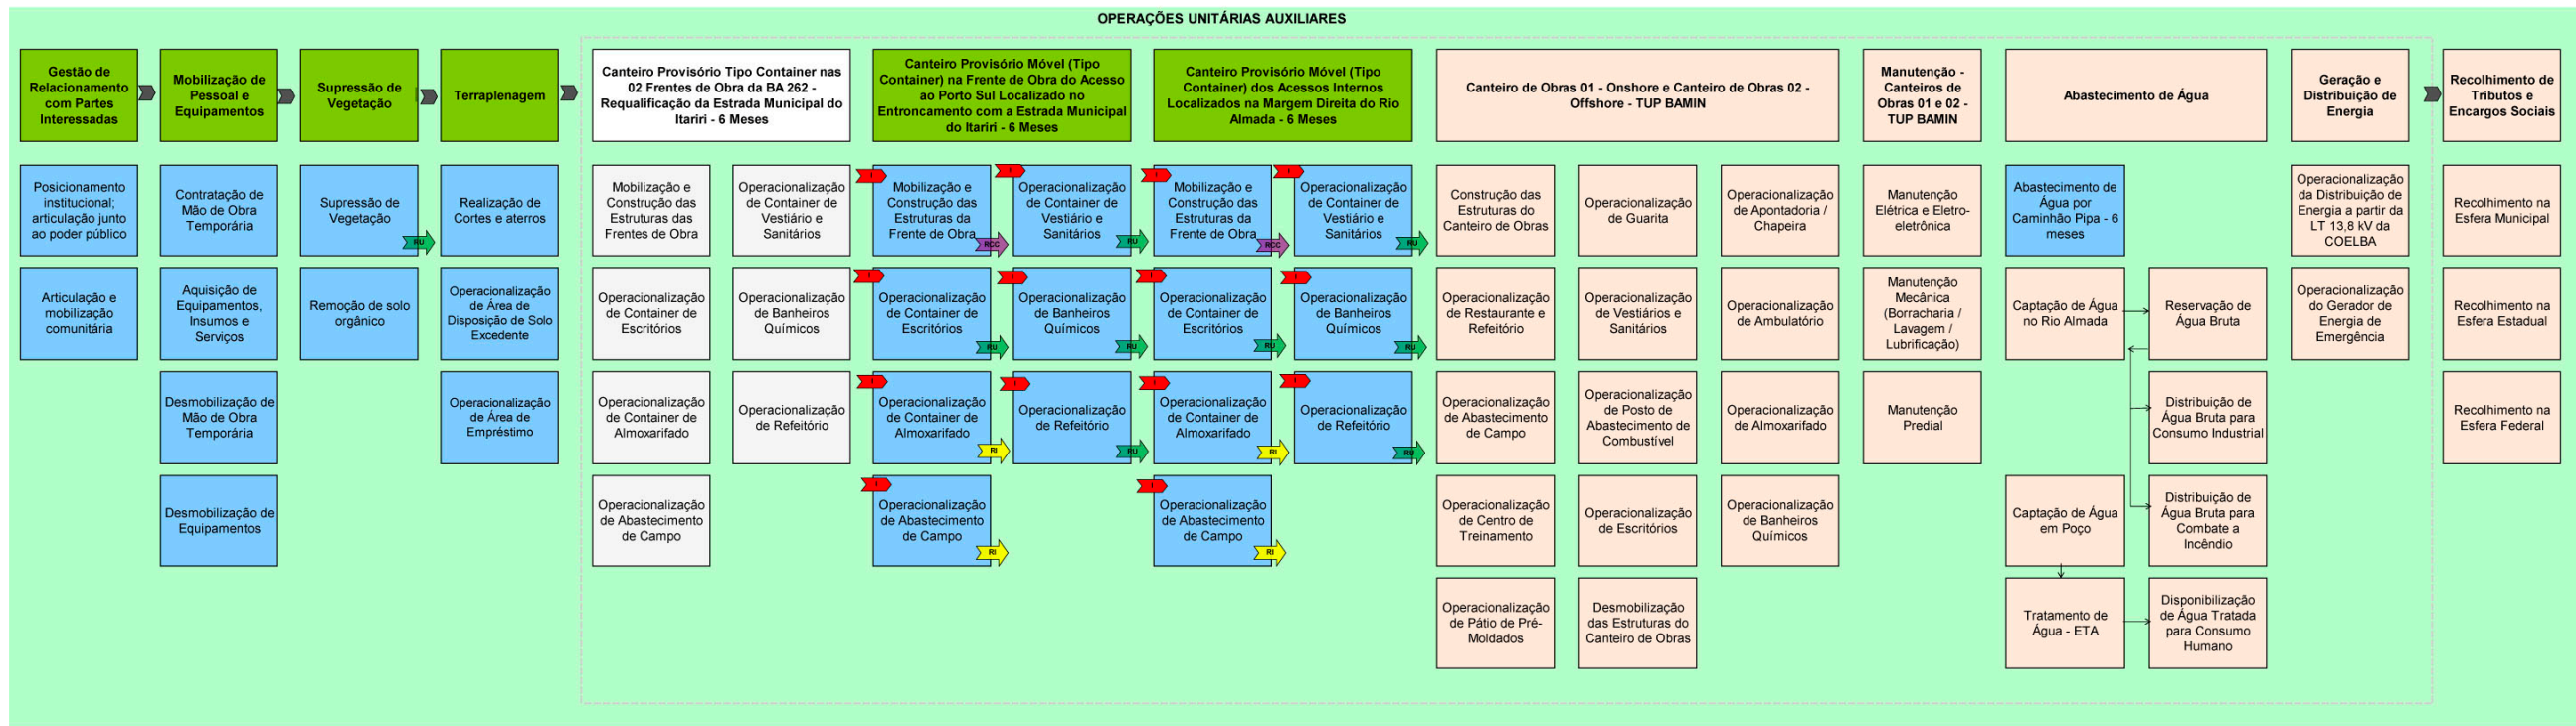 OPERAÇÕES UNITÁRIAS AUXILIARES
Gestão de
Relacionamento
com Partes
Interessadas
Mobilização de
Pessoal e
Equipamentos
Supressão de
Vegetação
Terraplenagem
Canteiro Provisório Tipo Container nas
02 Frentes de Obra da BA 262 -
Requalificação da Estrada Municipal do
Itariri - 6 Meses
Canteiro Provisório Móvel (Tipo
Container) na Frente de Obra do Acesso
ao Porto Sul Localizado no
Entroncamento com a Estrada Municipal
do Itariri - 6 Meses
Canteiro Provisório Móvel (Tipo
Container) dos Acessos Internos
Localizados na Margem Direita do Rio
Almada - 6 Meses
Canteiro de Obras 01 - Onshore e Canteiro de Obras 02 -
Offshore - TUP BAMIN
Manutenção -
Canteiros de
Obras 01 e 02 -
TUP BAMIN
Abastecimento de Água
Geração e
Distribuição de
Energia
Recolhimento de
Tributos e
Encargos Sociais
Posicionamento
institucional;
articulação junto
ao poder público
Contratação de
Mão de Obra
Temporária
Supressão de
Vegetação
RU
Realização de
Cortes e aterros
Mobilização e
Construção das
Estruturas das
Frentes de Obra
Operacionalização
de Container de
Vestiário e
Sanitários
I
Mobilização e
Construção das
Estruturas da
Frente de Obra
RCC
I
Operacionalização
de Container de
Vestiário e
Sanitários
RU
I
Mobilização e
Construção das
Estruturas da
Frente de Obra
RCC
I
Operacionalização
de Container de
Vestiário e
Sanitários
RU
Construção das
Estruturas do
Canteiro de Obras
Operacionalização
de Guarita
Operacionalização
de Apontadoria /
Chapeira
Manutenção
Elétrica e Eletro-
eletrônica
Abastecimento de
Água por
Caminhão Pipa - 6
meses
Operacionalização
da Distribuição de
Energia a partir da
LT 13,8 kV da
COELBA
Recolhimento na
Esfera Municipal
Articulação e
mobilização
comunitária
Aquisição de
Equipamentos,
Insumos e
Serviços
Remoção de solo
orgânico
Operacionalização
de Área de
Disposição de Solo
Excedente
Operacionalização
de Container de
Escritórios
Operacionalização
de Banheiros
Químicos
I
Operacionalização
de Container de
Escritórios
RU
I
Operacionalização
de Banheiros
Químicos
RU
I
Operacionalização
de Container de
Escritórios
RU
I
Operacionalização
de Banheiros
Químicos
RU
Operacionalização
de Restaurante e
Refeitório
Operacionalização
de Vestiários e
Sanitários
Operacionalização
de Ambulatório
Manutenção
Mecânica
(Borracharia /
Lavagem /
Lubrificação)
Captação de Água
no Rio Almada
Reservação de
Água Bruta
Operacionalização
do Gerador de
Energia de
Emergência
Recolhimento na
Esfera Estadual
Desmobilização de
Mão de Obra
Temporária
Operacionalização
de Área de
Empréstimo
Operacionalização
de Container de
Almoxarifado
Operacionalização
de Refeitório
I
Operacionalização
de Container de
Almoxarifado
RI
I
Operacionalização
de Refeitório
RU
I
Operacionalização
de Container de
Almoxarifado
RI
I
Operacionalização
de Refeitório
RU
Operacionalização
de Abastecimento
de Campo
Operacionalização
de Posto de
Abastecimento de
Combustível
Operacionalização
de Almoxarifado
Manutenção
Predial
Distribuição de
Água Bruta para
Consumo Industrial
Recolhimento na
Esfera Federal
Desmobilização de
Equipamentos
Operacionalização
de Abastecimento
de Campo
I
Operacionalização
de Abastecimento
de Campo
RI
I
Operacionalização
de Abastecimento
de Campo
RI
Operacionalização
de Centro de
Treinamento
Operacionalização
de Escritórios
Operacionalização
de Banheiros
Químicos
Captação de Água
em Poço
Distribuição de
Água Bruta para
Combate a
Incêndio
Operacionalização
de Pátio de Pré-
Moldados
Desmobilização
das Estruturas do
Canteiro de Obras
Tratamento de
Água - ETA
Disponibilização
de Água Tratada
para Consumo
Humano